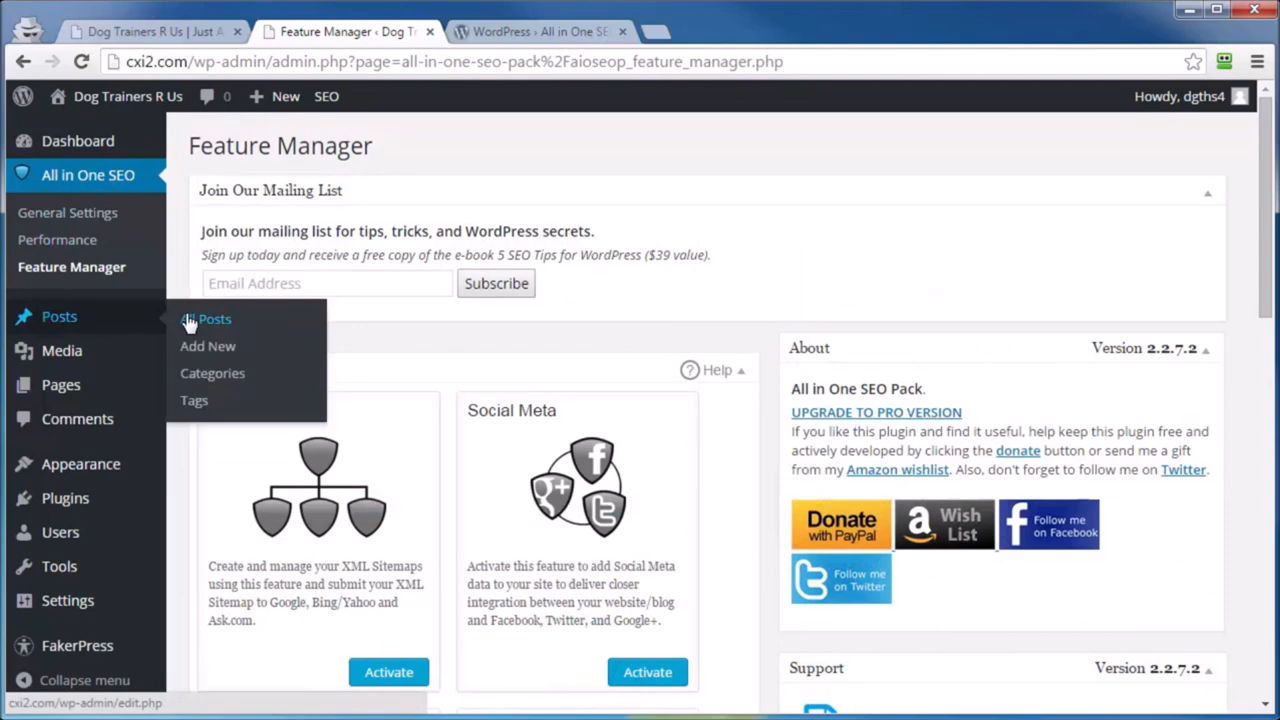 Dog Trainers R Us | Just A
Feature Manager ‹ Dog Tr
WordPress › All in One SE
cxi2.com/wp-admin/admin.php?page=all-in-one-seo-pack%2Faioseop_feature_manager.php
Dog Trainers R Us
0
New
SEO
Howdy, dgths4
Dashboard
All in One SEO
General Settings
Performance
Feature Manager
Posts
Media
Pages
Comments
Appearance
Plugins
Users
Tools
Settings
FakerPress
Collapse menu
All Posts
Add New
Categories
Tags
Feature Manager
Join Our Mailing List
Join our mailing list for tips, tricks, and WordPress secrets.
Sign up today and receive a free copy of the e-book 5 SEO Tips for WordPress ($39 value).
Email Address
Subscribe
Help
Create and manage your XML Sitemaps
using this feature and submit your XML
Sitemap to Google, Bing/Yahoo and
Ask.com.
Activate
Social Meta
Activate this feature to add Social Meta
data to your site to deliver closer
integration between your website/blog
and Facebook, Twitter, and Google+.
Activate
About
Version 2.2.7.2
All in One SEO Pack.
UPGRADE TO PRO VERSION
If you like this plugin and find it useful, help keep this plugin free and
actively developed by clicking the donate button or send me a gift
from my Amazon wishlist. Also, don't forget to follow me on Twitter.
Donate
with PayPal
Wish
List
Follow me
on Facebook
Follow me
on Twitter
Support
Version 2.2.7.2
cxi2.com/wp-admin/edit.php